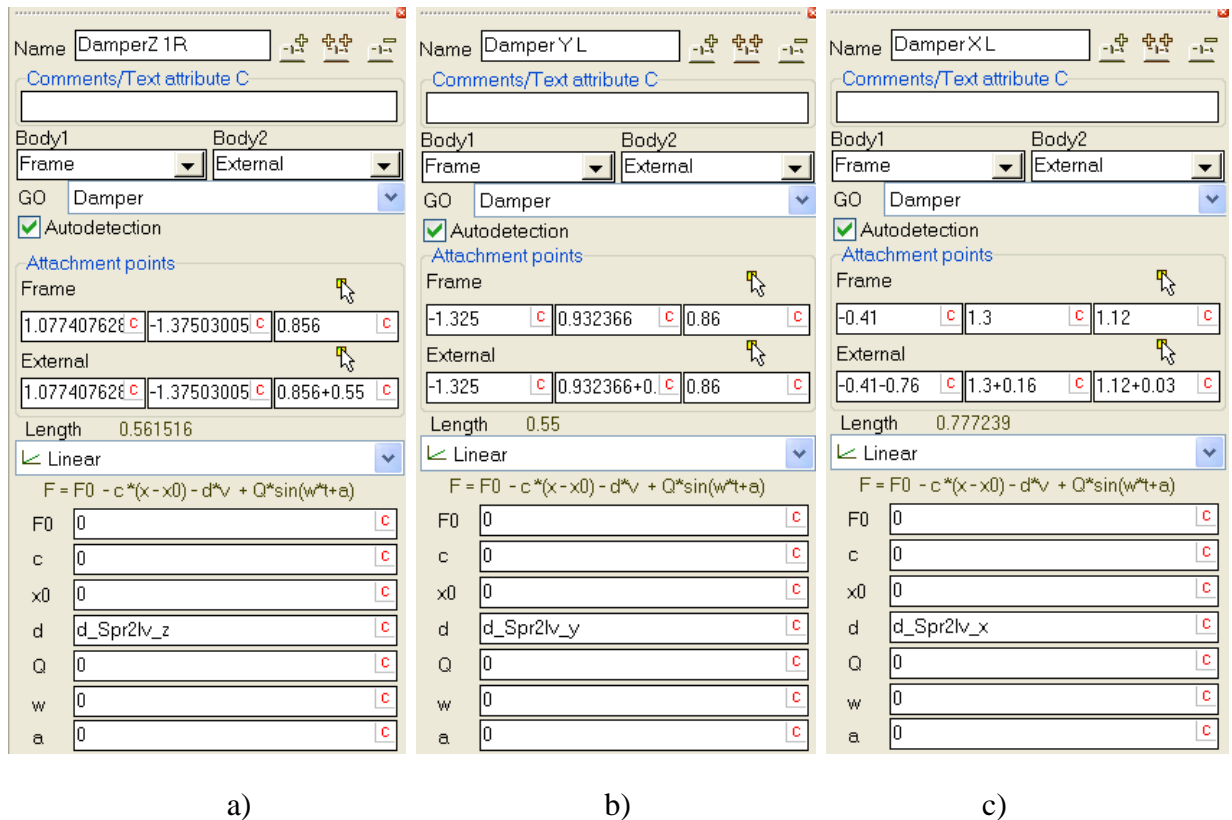 Name DamperZ 1R
Comments/Text attribute C
Body1 Body2
Frame External
GO Damper
Autodetection
Attachment points
Frame
1.077407628 C -1.37503005 C 0.856 C
External
1.077407628 C -1.37503005 C 0.856+0.55 C
Length 0.561516
Linear
F = F0 - c*(x-x0) - d*v + Q*sin(w*t+a)
F0 0 C
c 0 C
x0 0 C
d d_Spr2lv_z C
Q 0 C
w 0 C
a 0 C
a)
Name DamperYL
Comments/Text attribute C
Body1 Body2
Frame External
GO Damper
Autodetection
Attachment points
Frame
-1.325 C 0.932366 C 0.86 C
External
-1.325 C 0.932366+0. C 0.86 C
Length 0.55
Linear
F = F0 - c*(x-x0) - d*v + Q*sin(w*t+a)
F0 0 C
c 0 C
x0 0 C
d d_Spr2lv_y C
Q 0 C
w 0 C
a 0 C
b)
Name DamperXL
Comments/Text attribute C
Body1 Body2
Frame External
GO Damper
Autodetection
Attachment points
Frame
-0.41 C 1.3 C 1.12 C
External
-0.41-0.76 C 1.3+0.16 C 1.12+0.03 C
Length 0.777239
Linear
F = F0 - c*(x-x0) - d*v + Q*sin(w*t+a)
F0 0 C
c 0 C
x0 0 C
d d_Spr2lv_x C
Q 0 C
w 0 C
a 0 C
c)